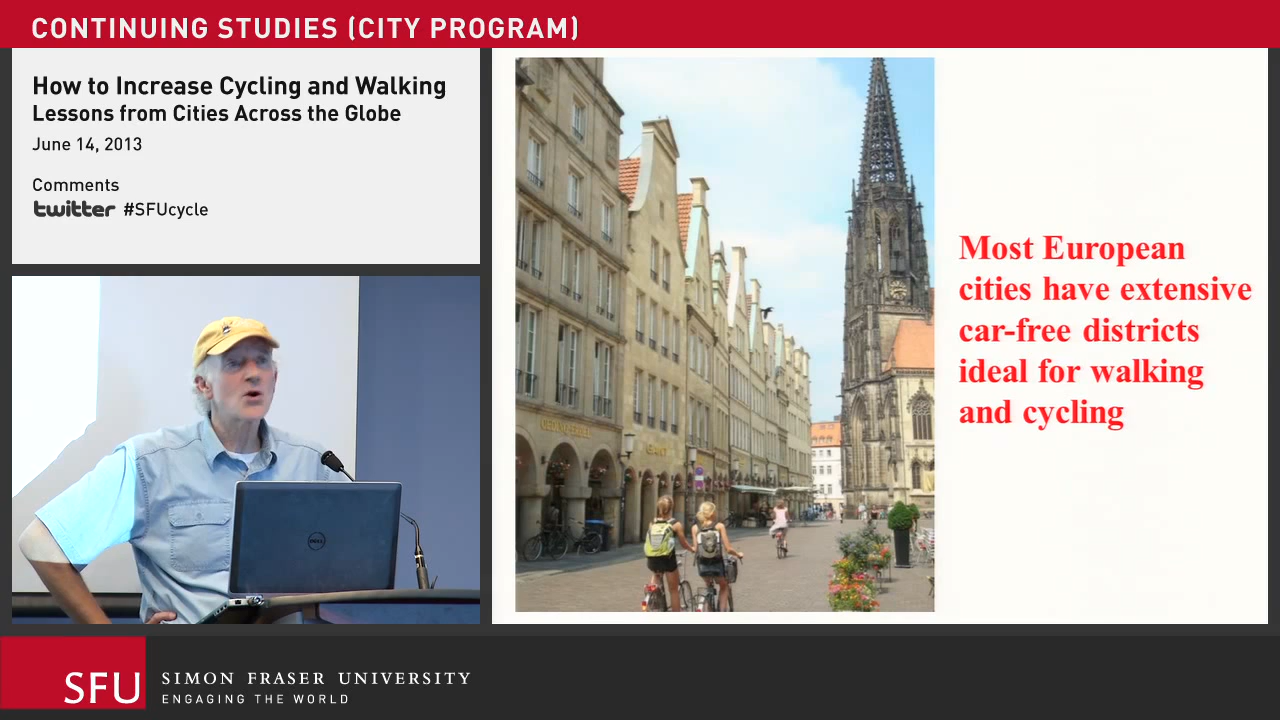 CONTINUING STUDIES (CITY PROGRAM)
How to Increase Cycling and Walking
Lessons from Cities Across the Globe
June 14, 2013
Comments
twitter #SFUcycle
Most European
cities have extensive
car-free districts
ideal for walking
and cycling
DELL
SFU
SIMON FRASER UNIVERSITY
ENGAGING THE WORLD